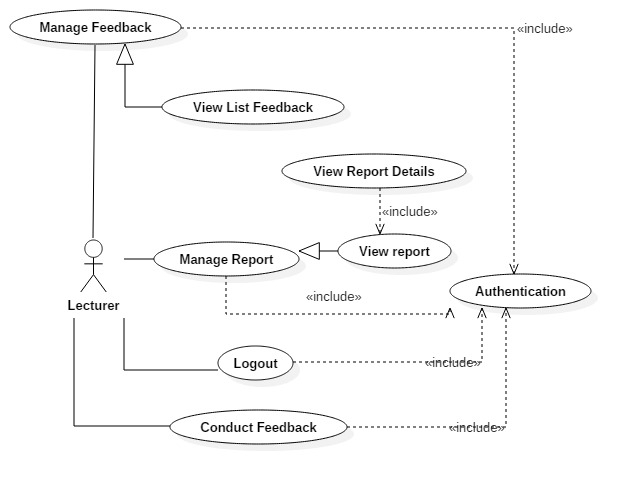 Manage Feedback
«include»
View List Feedback
View Report Details
«include»
Manage Report
View report
Lecturer
«include»
Authentication
Logout
«include»
Conduct Feedback
«include»